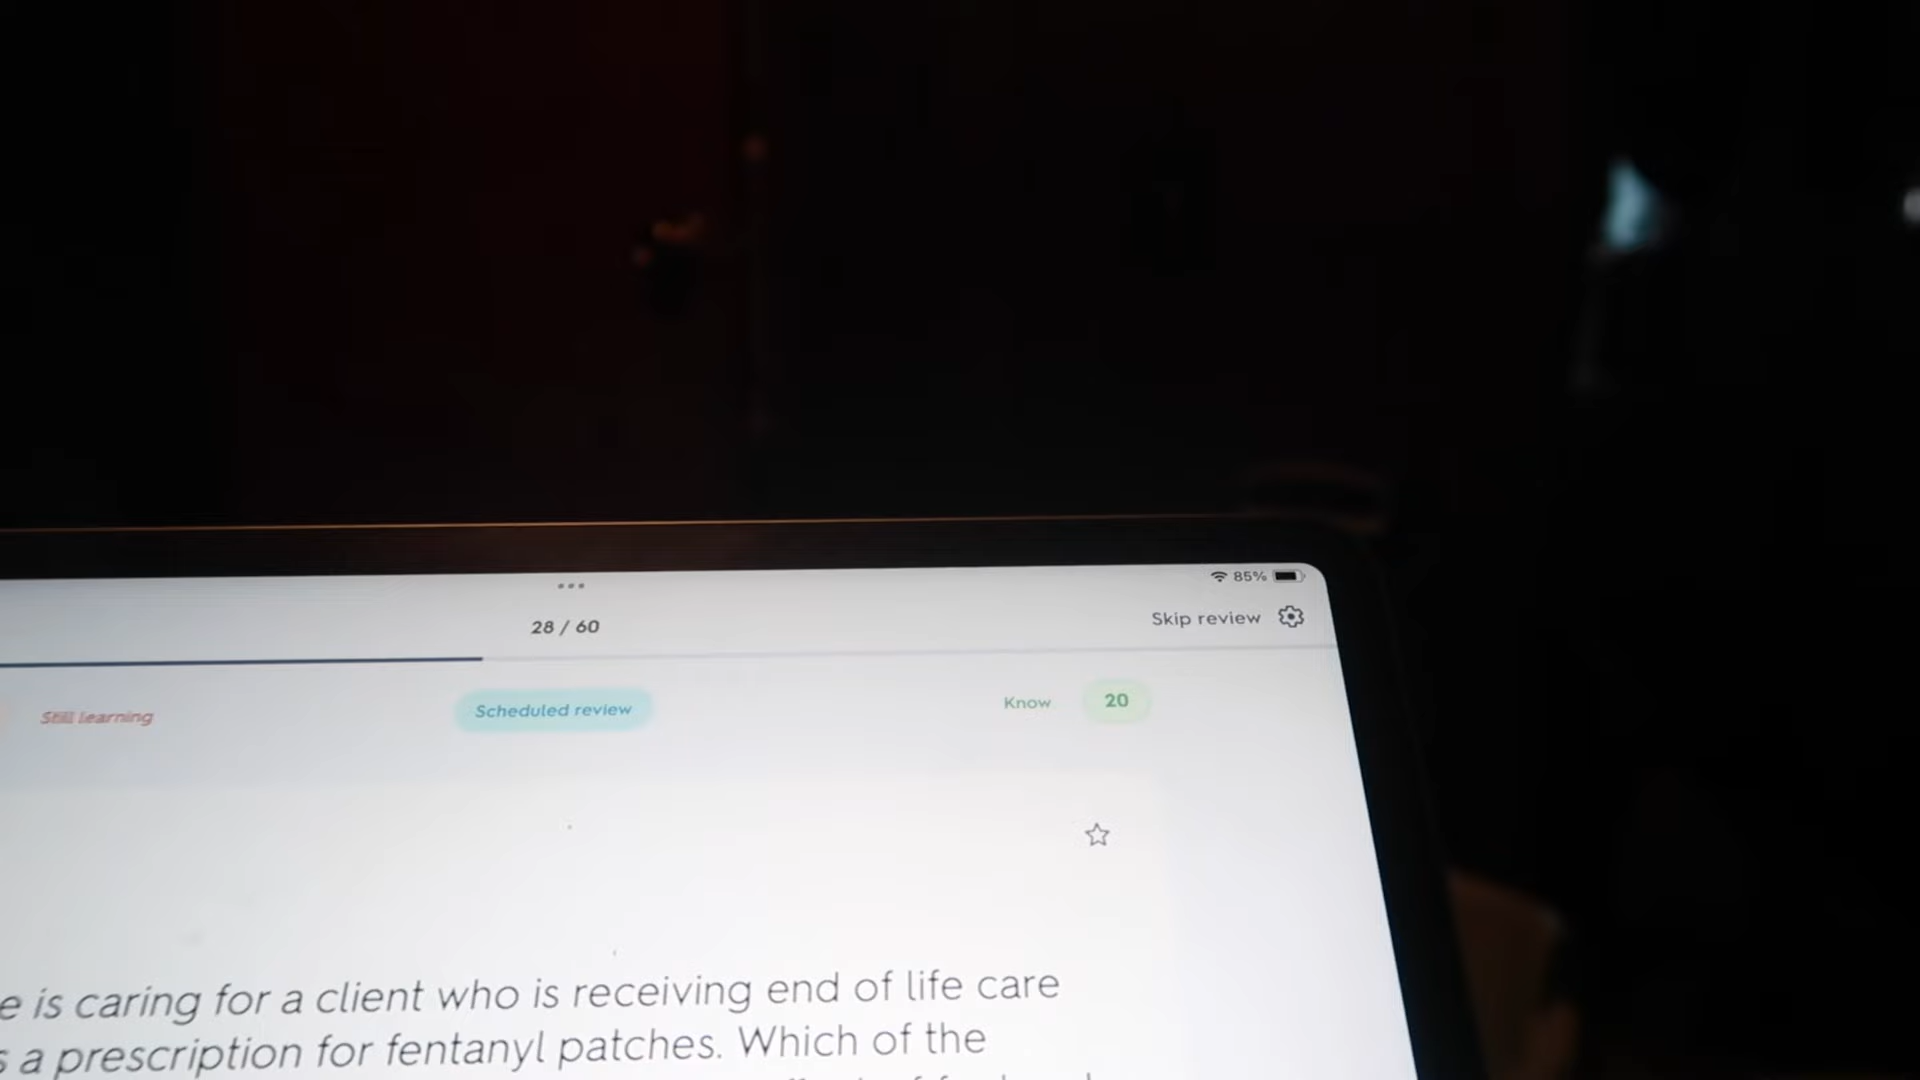 85%
28 / 60
Skip review
Still learning
Scheduled review
Know
20
e is caring for a client who is receiving end of life care
s a prescription for fentanyl patches. Which of the